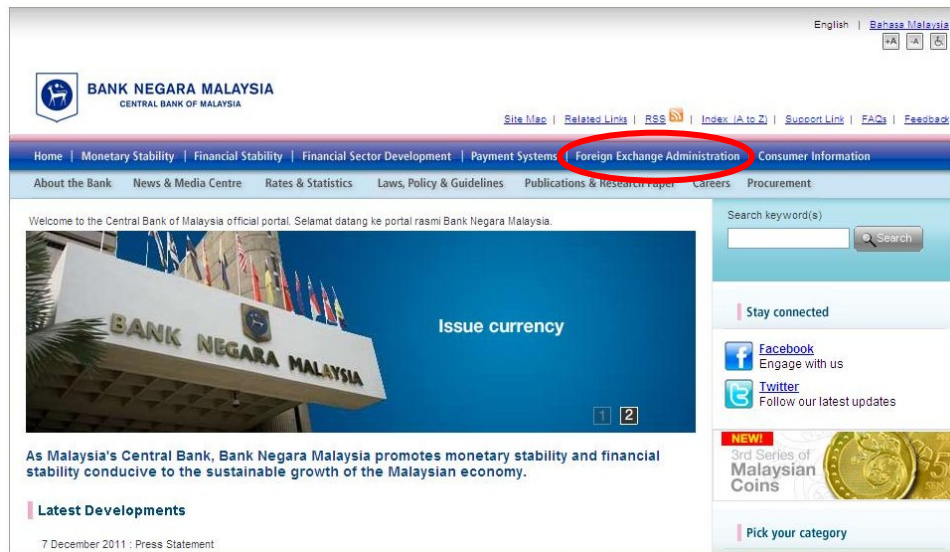 English | Bahasa Malaysia
+A -A
BANK NEGARA MALAYSIA
CENTRAL BANK OF MALAYSIA
Site Map | Related Links | RSS | Index (A to Z) | Support Link | FAQs | Feedback
Home | Monetary Stability | Financial Stability | Financial Sector Development | Payment Systems | Foreign Exchange Administration | Consumer Information
About the Bank News & Media Centre Rates & Statistics Laws, Policy & Guidelines Publications & Research Paper Careers Procurement
Welcome to the Central Bank of Malaysia official portal. Selamat datang ke portal rasmi Bank Negara Malaysia.
Search keyword(s)
Search
BANK NEGARA MALAYSIA
Issue currency
1 2
Stay connected
Facebook
Engage with us
Twitter
Follow our latest updates
NEW!
3rd Series of
Malaysian
Coins
SEN
As Malaysia's Central Bank, Bank Negara Malaysia promotes monetary stability and financial
stability conducive to the sustainable growth of the Malaysian economy.
Latest Developments
7 December 2011 : Press Statement
Pick your category